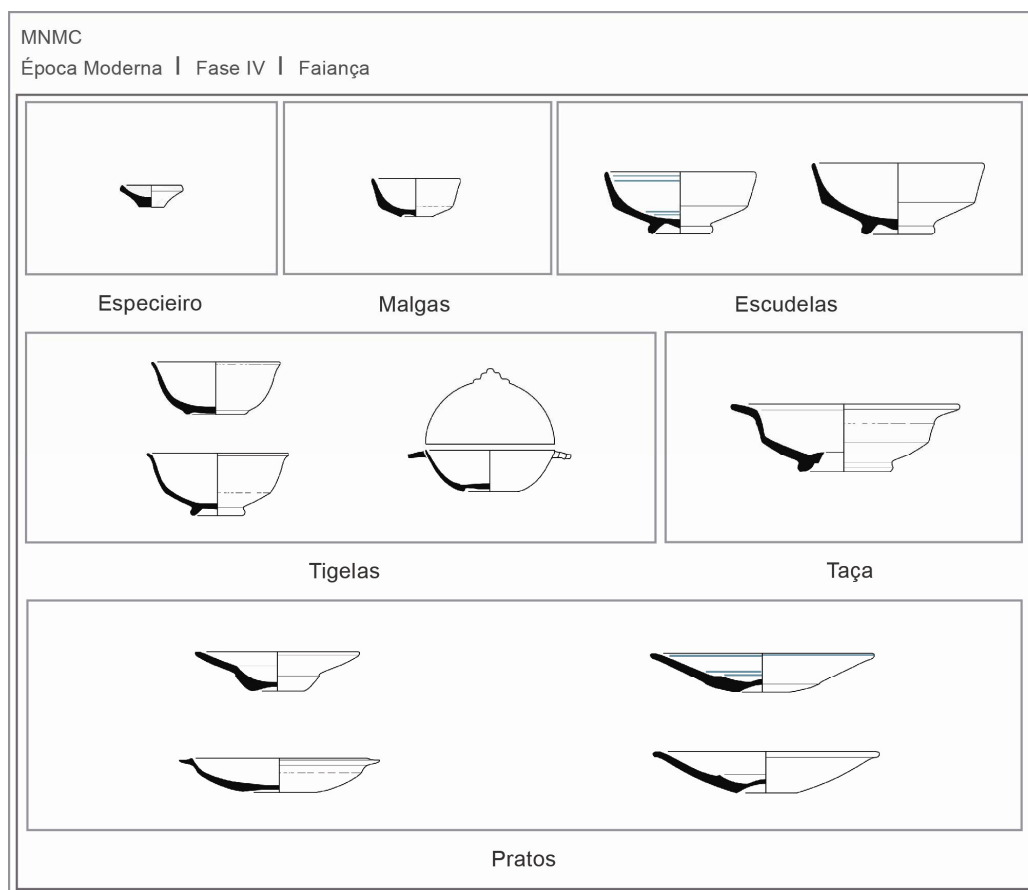 MNMC
Época Moderna | Fase IV | Faiança
Especieiro Malgas Escudelas
Tigelas Taça
Pratos